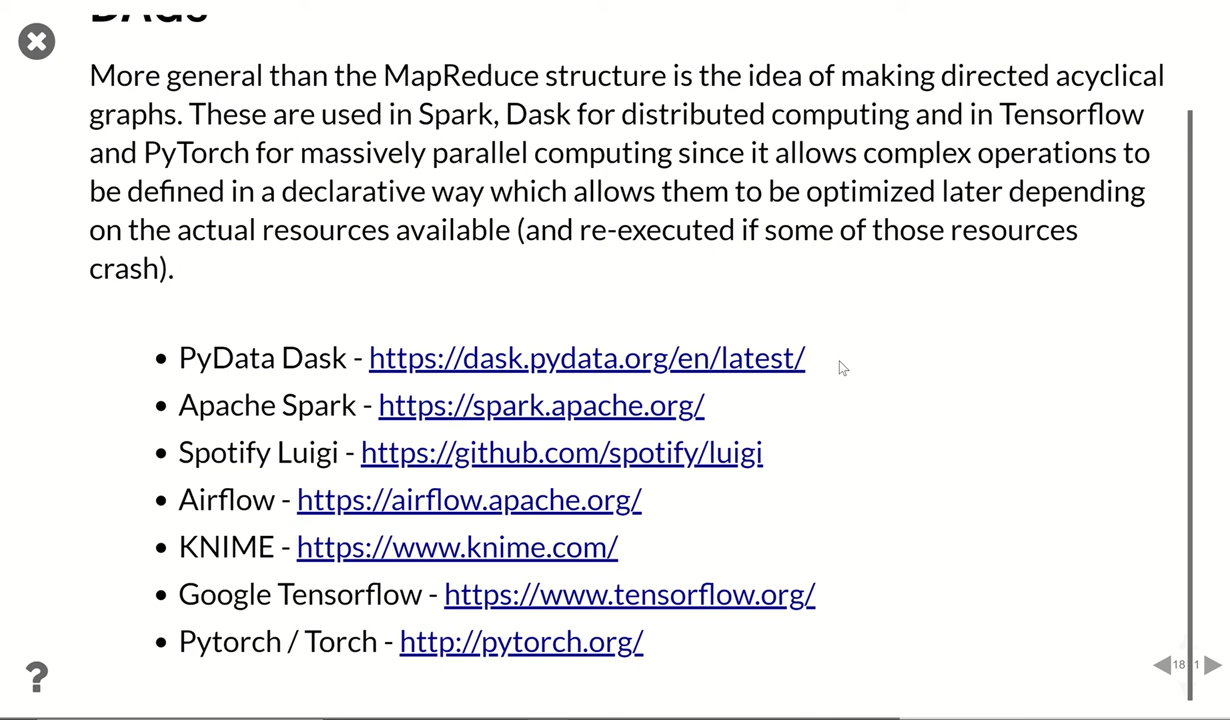 DAGs
More general than the MapReduce structure is the idea of making directed acyclical
graphs. These are used in Spark, Dask for distributed computing and in Tensorflow
and PyTorch for massively parallel computing since it allows complex operations to
be defined in a declarative way which allows them to be optimized later depending
on the actual resources available (and re-executed if some of those resources
crash).
• PyData Dask - https://dask.pydata.org/en/latest/
• Apache Spark - https://spark.apache.org/
• Spotify Luigi - https://github.com/spotify/luigi
• Airflow - https://airflow.apache.org/
• KNIME - https://www.knime.com/
• Google Tensorflow - https://www.tensorflow.org/
• Pytorch / Torch - http://pytorch.org/
?
18 1